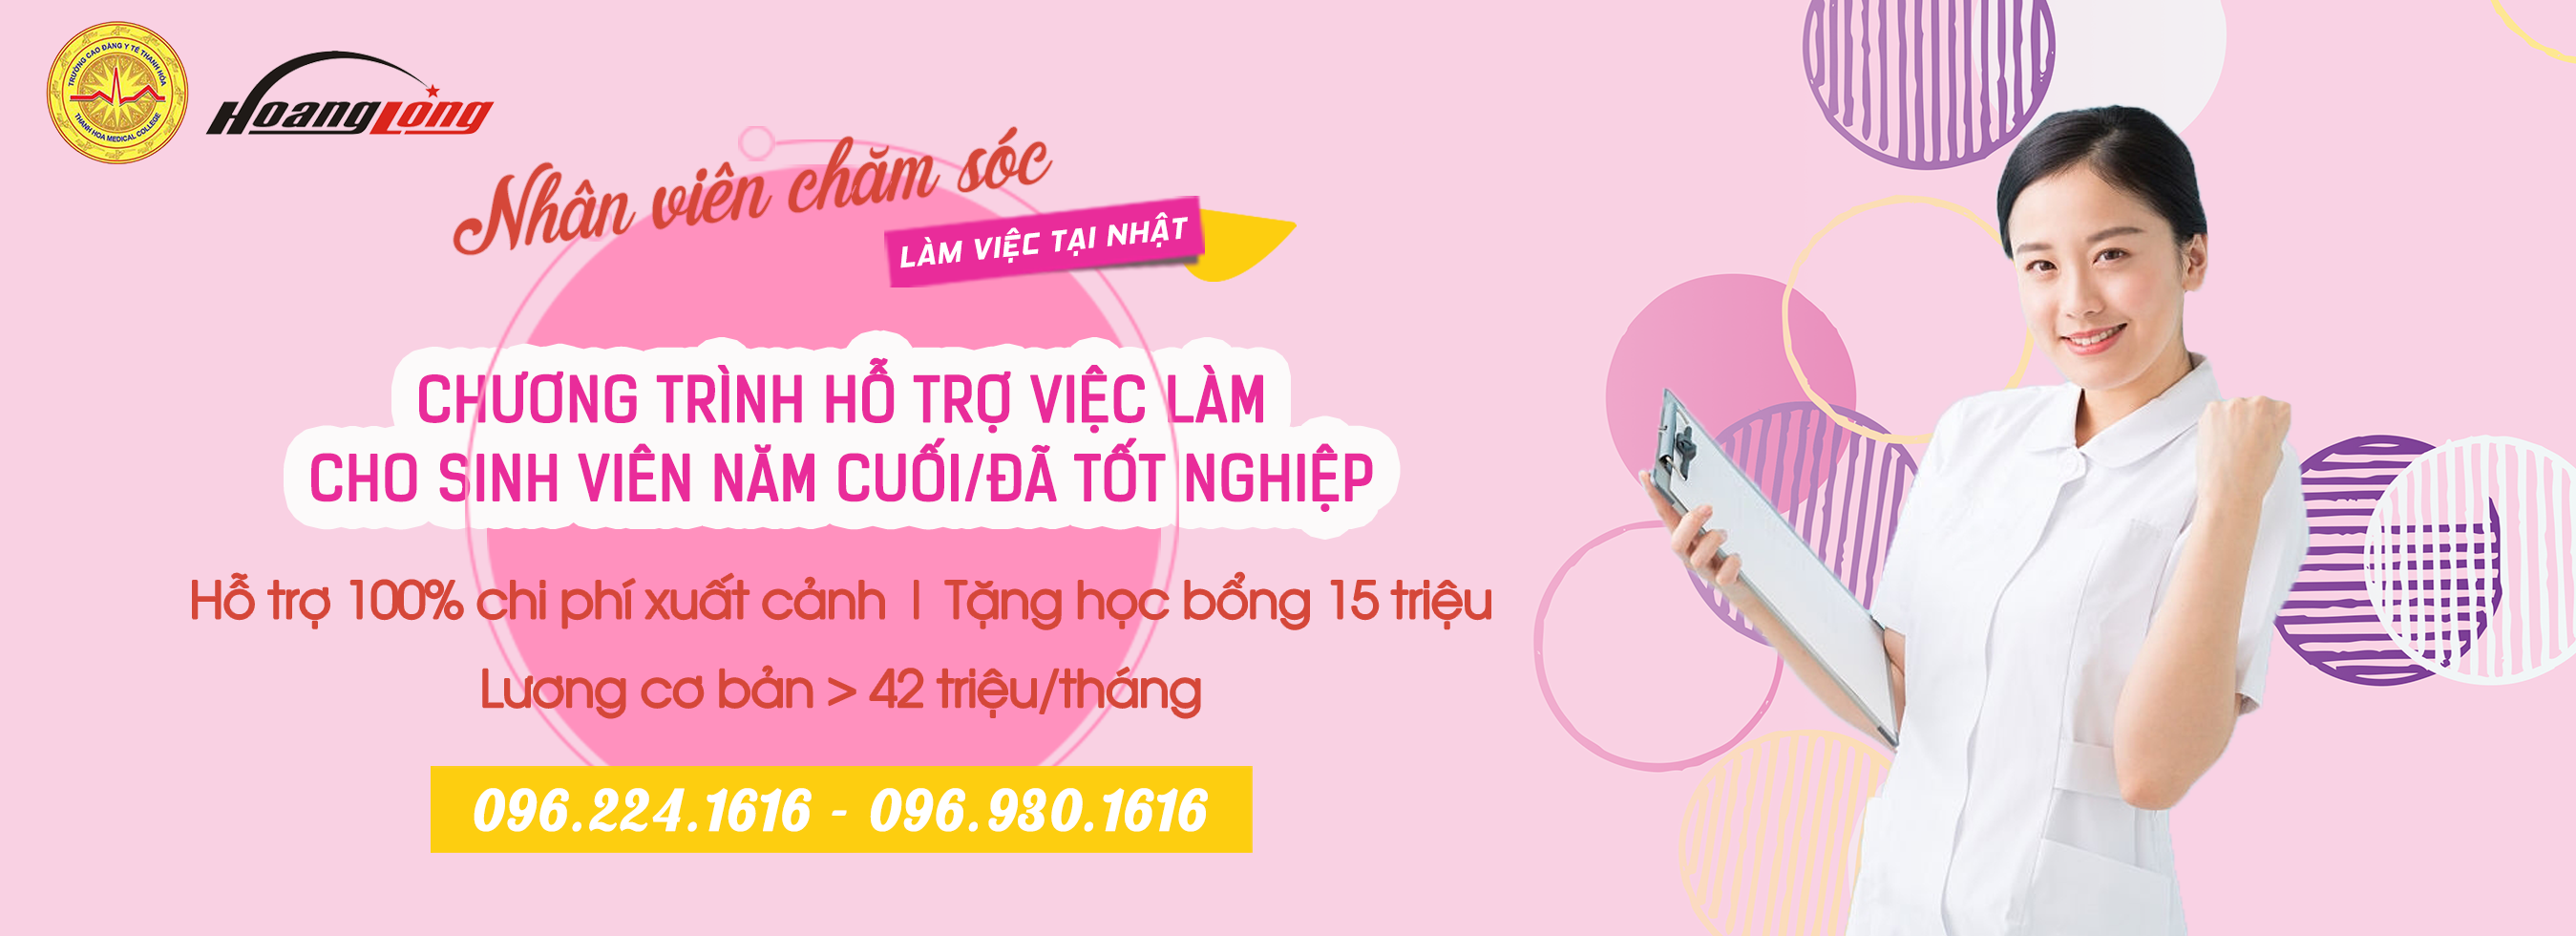 TRƯỜNG CAO ĐẲNG Y TẾ THANH HÓA
THANH HOA MEDICAL COLLEGE
HoangLong
Nhân viên chăm sóc
LÀM VIỆC TẠI NHẬT
CHƯƠNG TRÌNH HỖ TRỢ VIỆC LÀM
CHO SINH VIÊN NĂM CUỐI/ĐÃ TỐT NGHIỆP
Hỗ trợ 100% chi phí xuất cảnh | Tặng học bổng 15 triệu
Lương cơ bản > 42 triệu/tháng
096.224.1616 - 096.930.1616